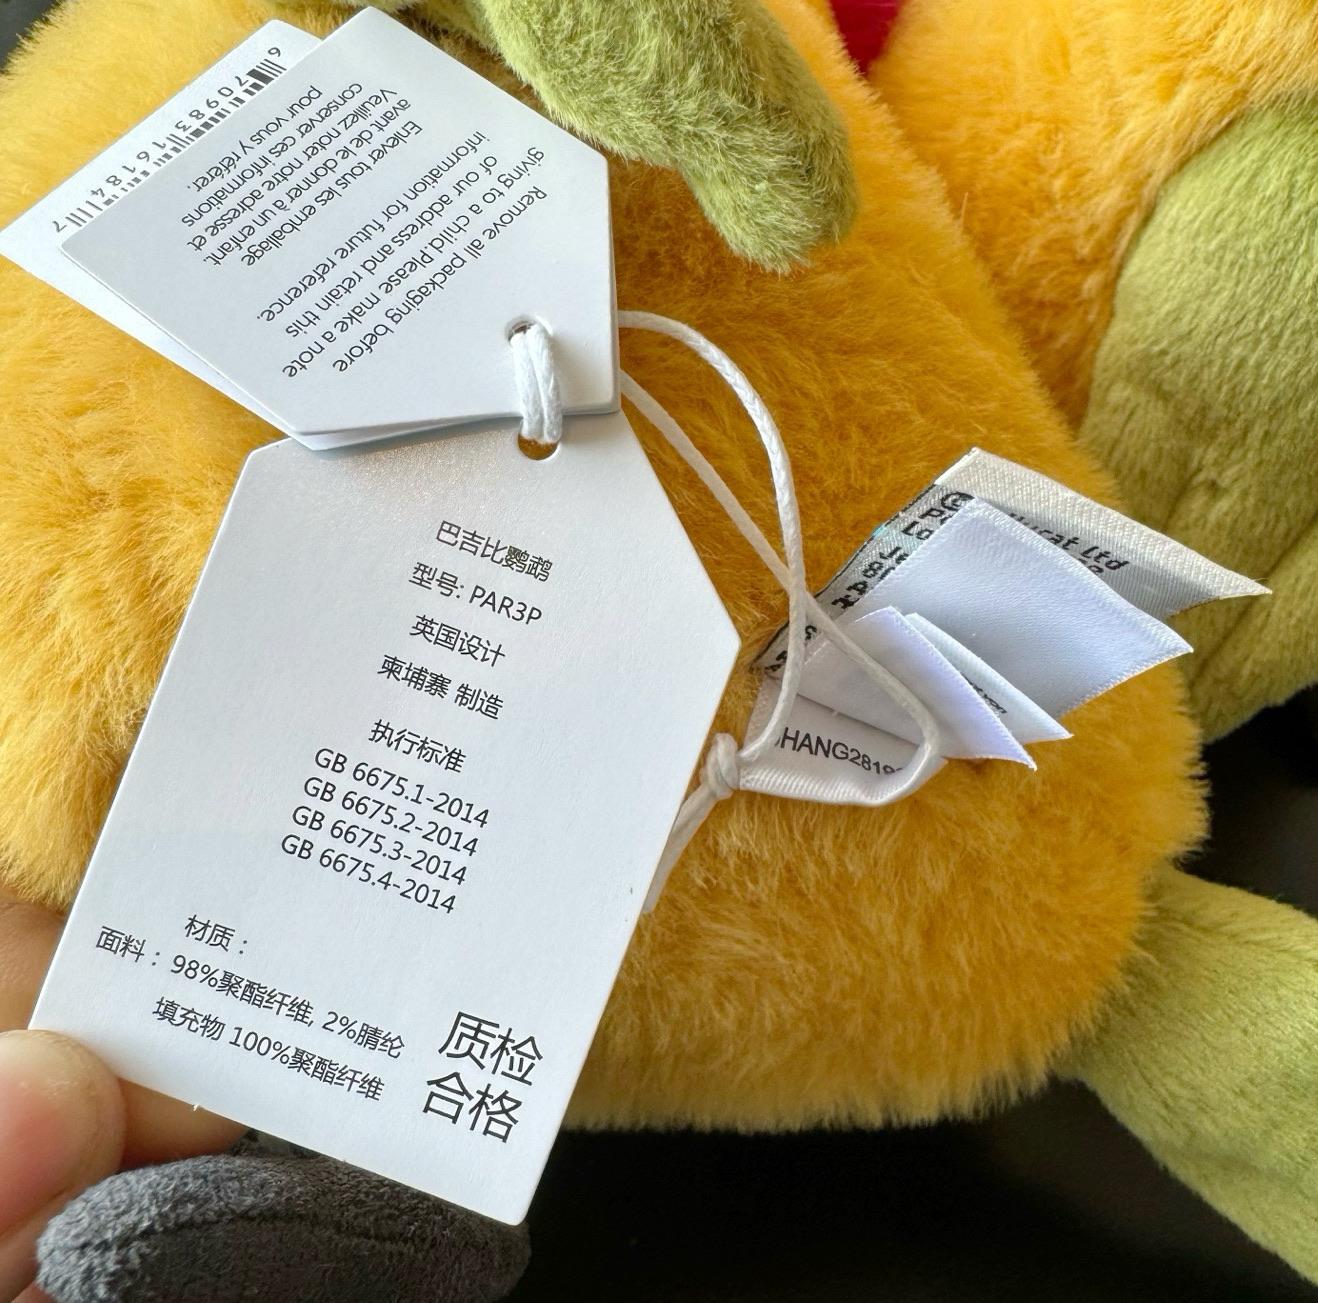 6 70983 16184 7
Remove all packaging before
giving to a child. Please make a note
of our address and retain this
information for future reference.
Enlever tous les emballage
avant de le donner à un enfant.
Veuillez noter notre adresse et
conserver ces informations
pour vous y référer.
巴吉比鹦鹉
型号: PAR3P
英国设计
柬埔寨 制造
执行标准
GB 6675.1-2014
GB 6675.2-2014
GB 6675.3-2014
GB 6675.4-2014
材质：
面料： 98%聚酯纤维, 2%腈纶
填充物 100%聚酯纤维
质检
合格
Ltd